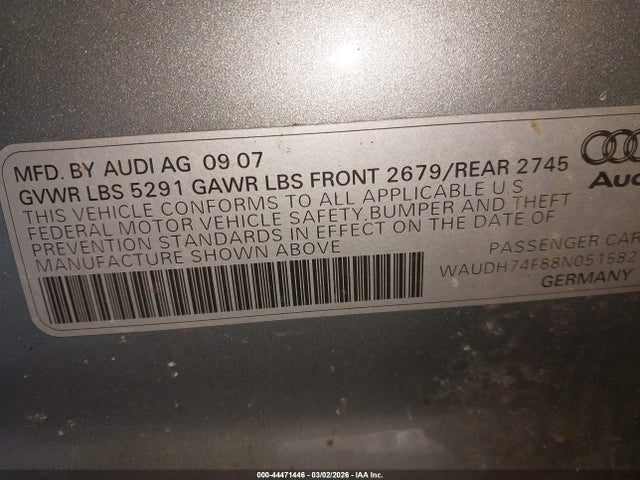 MFD. BY AUDI AG 09 07
GVWR LBS 5291 GAWR LBS FRONT 2679/REAR 2745
THIS VEHICLE CONFORMS TO ALL APPLICABLE U S
FEDERAL MOTOR VEHICLE SAFETY, BUMPER AND THEFT
PREVENTION STANDARDS IN EFFECT ON THE DATE OF
MANUFACTURE SHOWN ABOVE
PASSENGER CAR
WAUDH74F88N051582
GERMANY
000-44471446 - 03/02/2026 - IAA Inc.